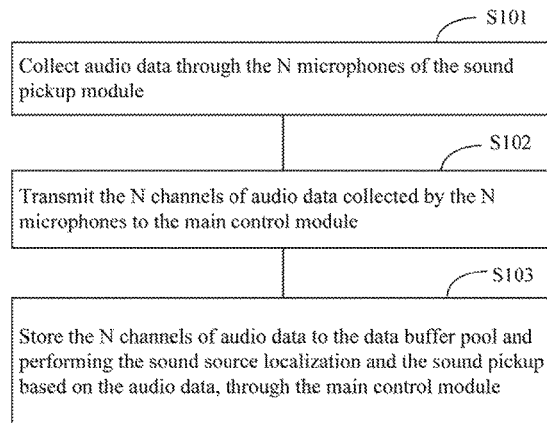 S101
Collect audio data through the N microphones of the sound
pickup module
S102
Transmit the N channels of audio data collected by the N
microphones to the main control module
S103
Store the N channels of audio data to the data buffer pool and
performing the sound source localization and the sound pickup
based on the audio data, through the main control module